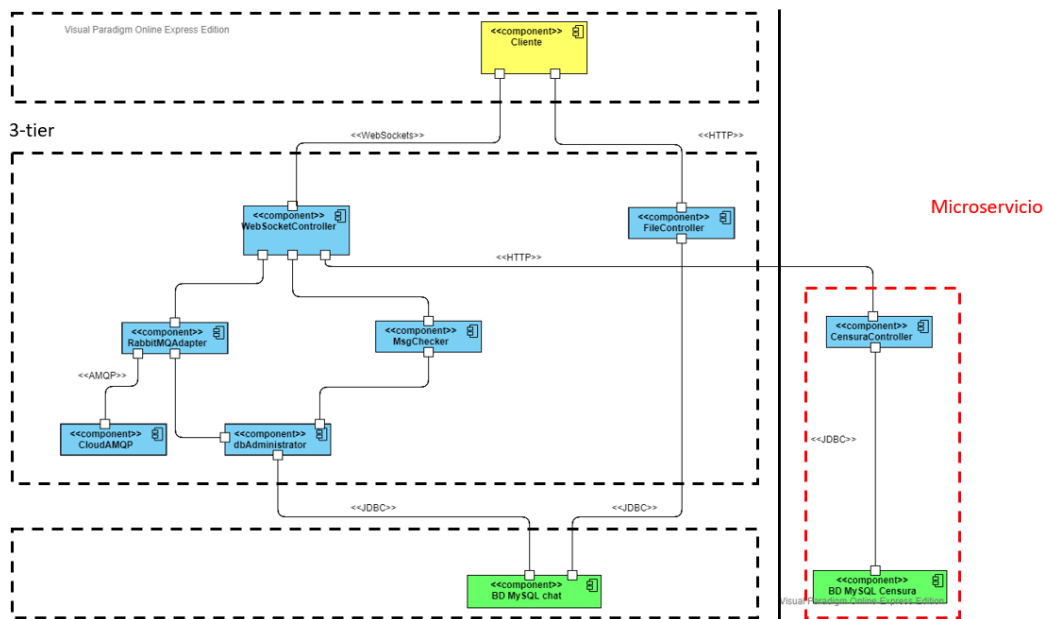 Visual Paradigm Online Express Edition
<<component>>
Cliente
3-tier
<<WebSockets>>
<<HTTP>>
<<component>>
WebSocketController
<<component>>
FileController
Microservicio
<<HTTP>>
<<component>>
RabbitMQAdapter
<<component>>
MsgChecker
<<component>>
CensuraController
<<AMQP>>
<<component>>
CloudAMQP
<<component>>
dbAdministrator
<<JDBC>>
<<JDBC>>
<<JDBC>>
<<component>>
BD MySQL chat
<<component>>
BD MySQL Censura
Visual Paradigm Online Express Edition